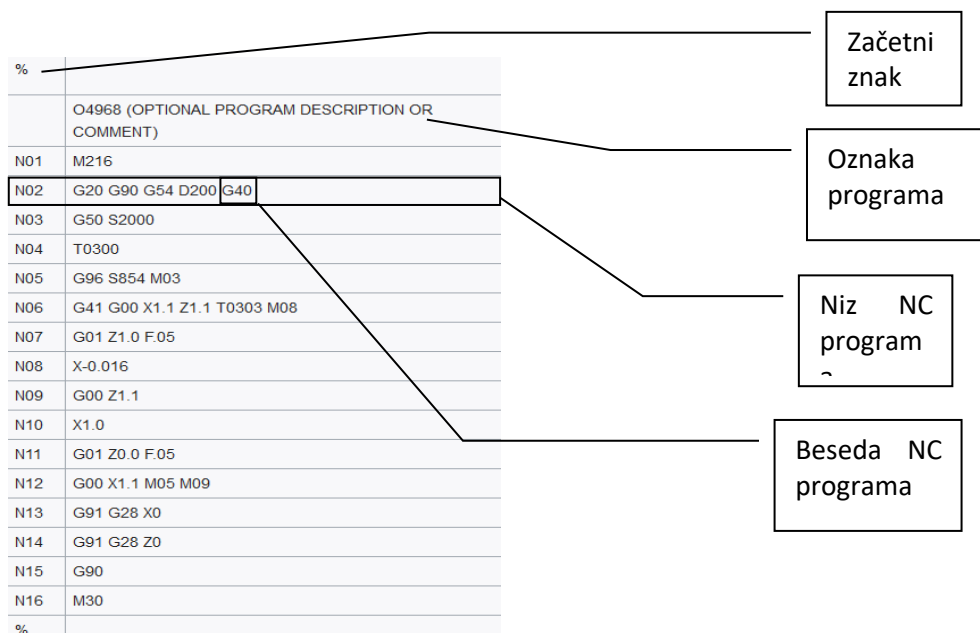 %
O4968 (OPTIONAL PROGRAM DESCRIPTION OR
COMMENT)
N01 M216
N02 G20 G90 G54 D200 G40
N03 G50 S2000
N04 T0300
N05 G96 S854 M03
N06 G41 G00 X1.1 Z1.1 T0303 M08
N07 G01 Z1.0 F.05
N08 X-0.016
N09 G00 Z1.1
N10 X1.0
N11 G01 Z0.0 F.05
N12 G00 X1.1 M05 M09
N13 G91 G28 X0
N14 G91 G28 Z0
N15 G90
N16 M30
%
Začetni
znak
Oznaka
programa
Niz NC
program
Beseda NC
programa